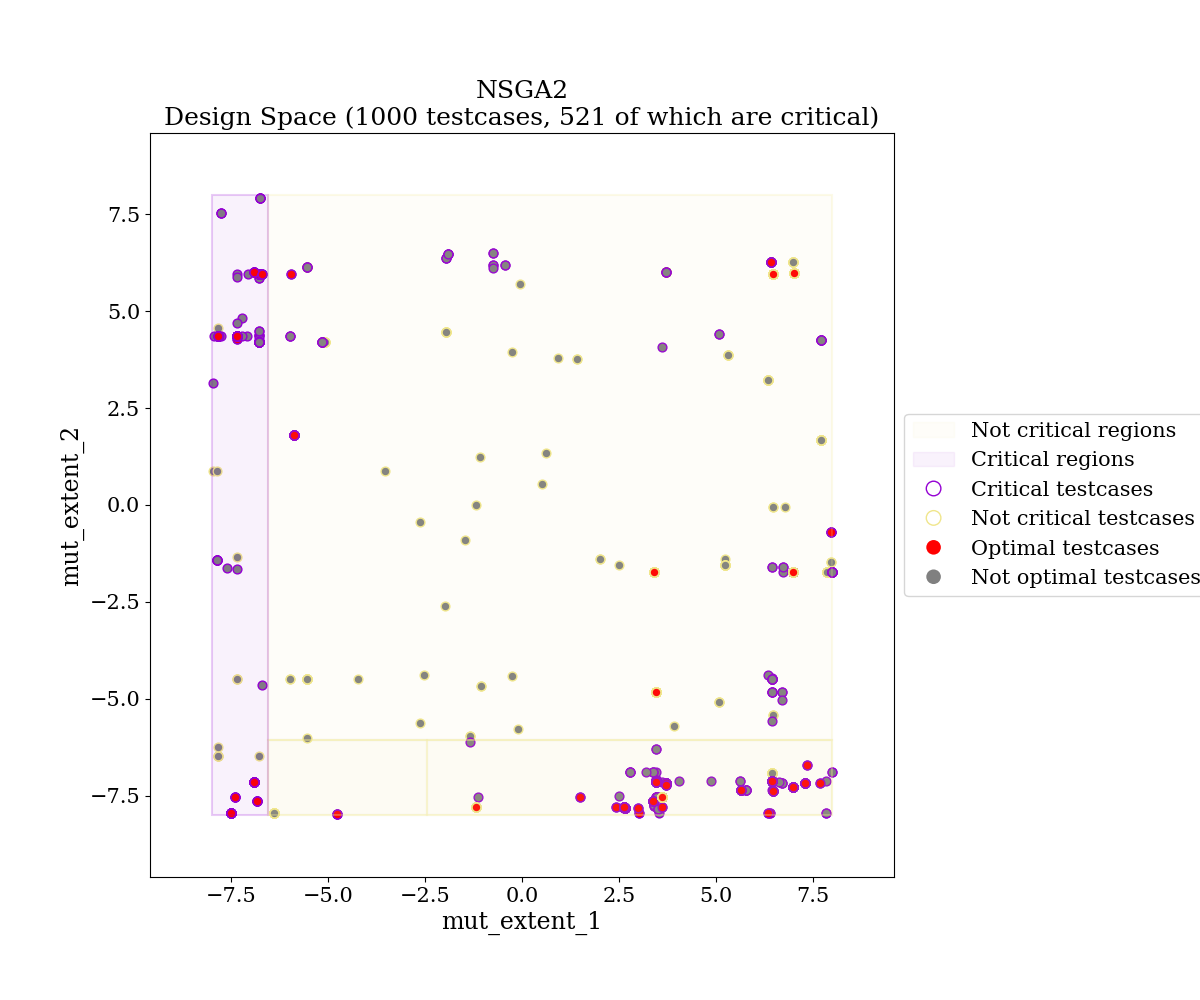 NSGA2
Design Space (1000 testcases, 521 of which are critical)
7.5
5.0
2.5
0.0
−2.5
−5.0
−7.5
mut_extent_2
−7.5
−5.0
−2.5
0.0
2.5
5.0
7.5
mut_extent_1
Not critical regions
Critical regions
Critical testcases
Not critical testcases
Optimal testcases
Not optimal testcases